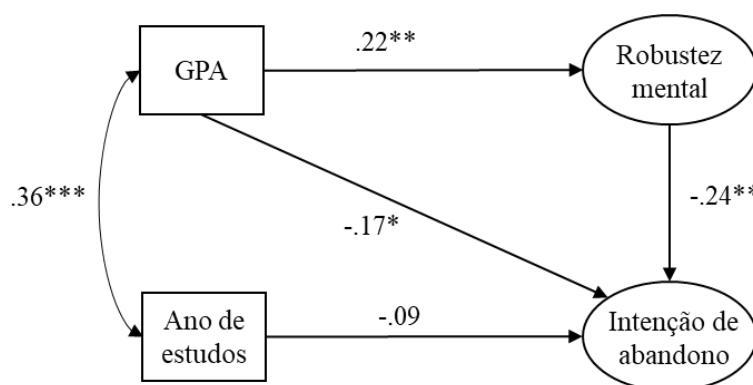 .22**
GPA
Robustez
mental
.36***
-.17*
-.24**
Ano de
estudos
-.09
Intenção de
abandono